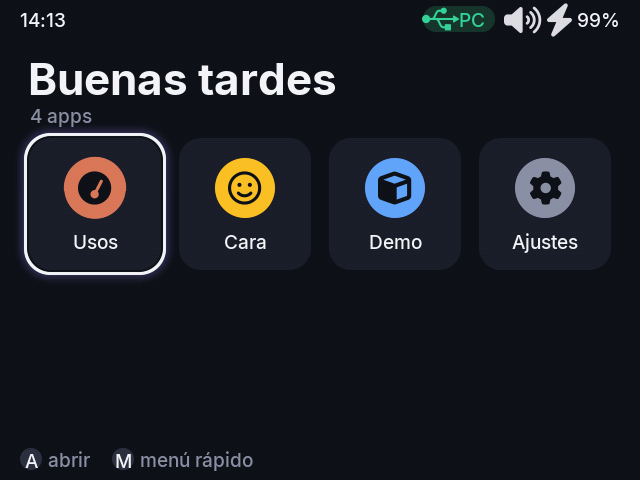 14:13 PC 99%
Buenas tardes
4 apps
Usos Cara Demo Ajustes
A abrir M menú rápido